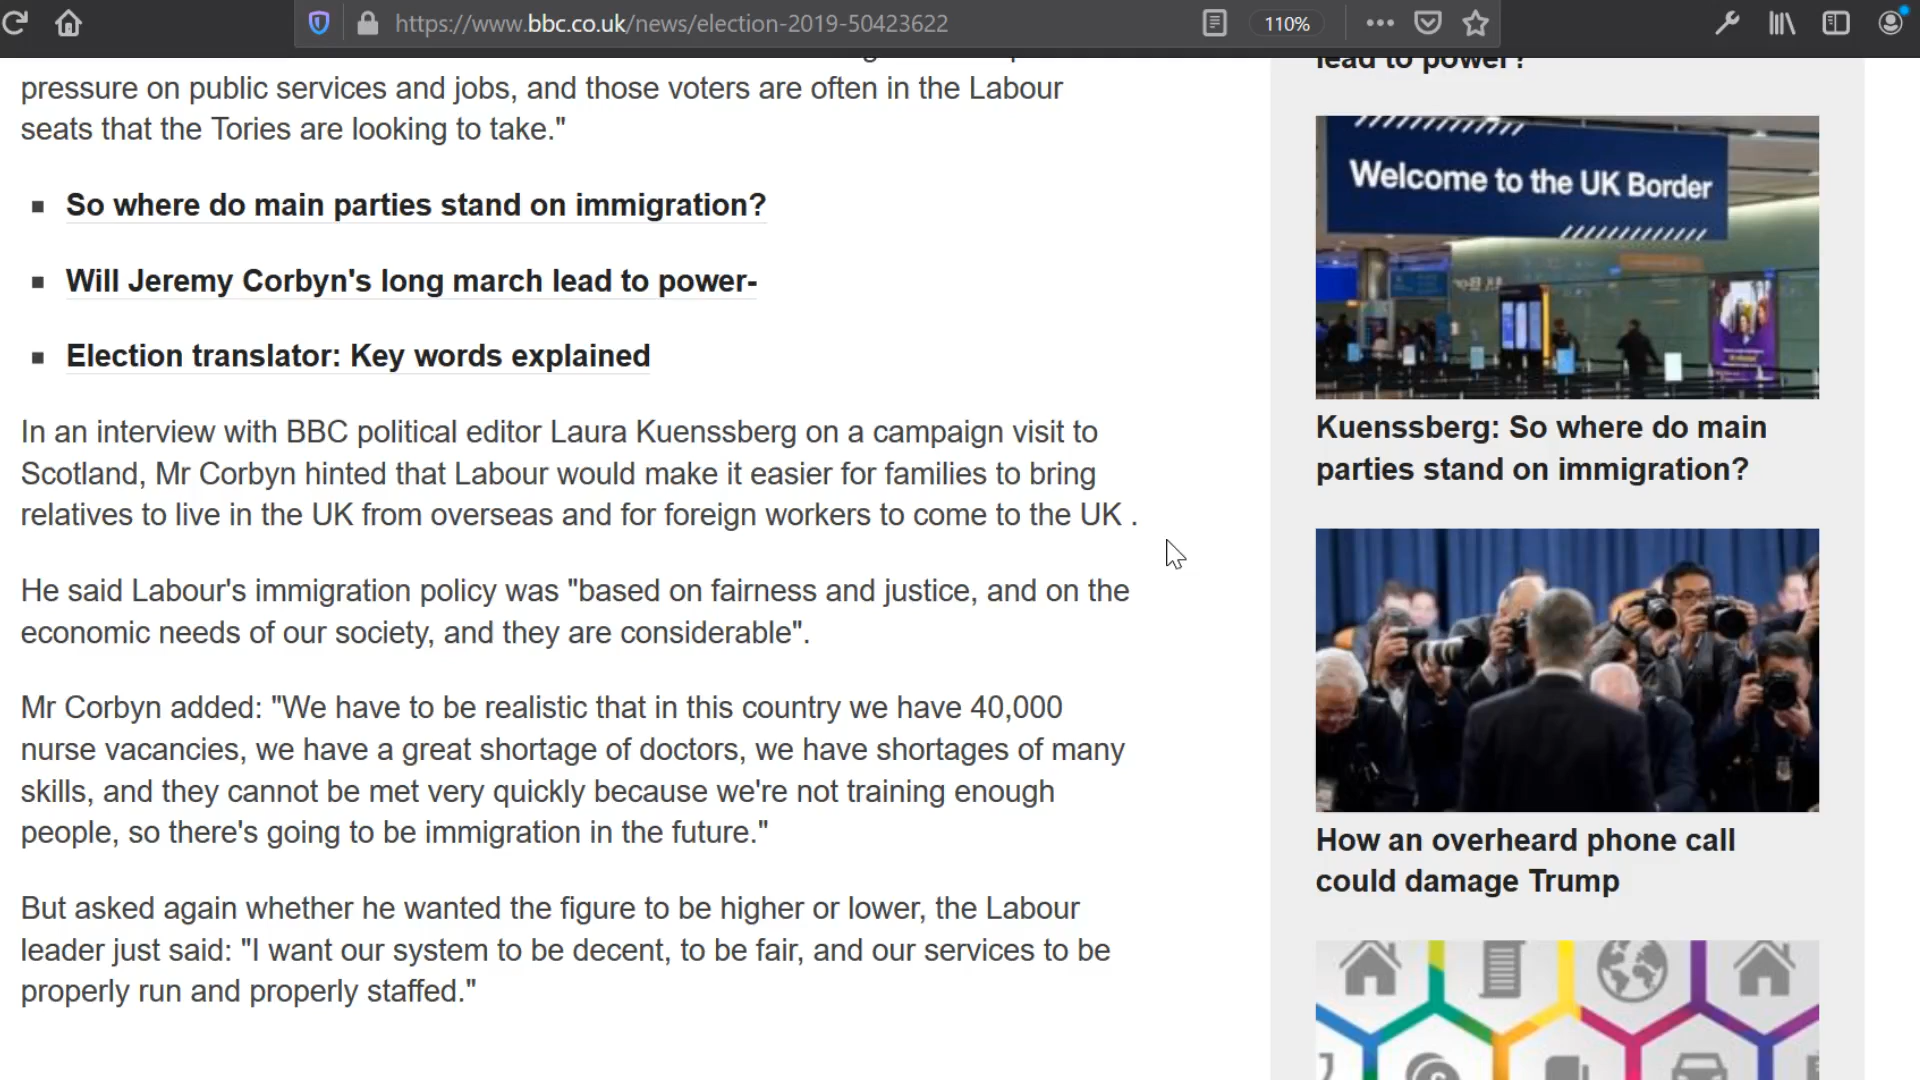 https://www.bbc.co.uk/news/election-2019-50423622
110%
pressure on public services and jobs, and those voters are often in the Labour
seats that the Tories are looking to take."
So where do main parties stand on immigration?
Will Jeremy Corbyn's long march lead to power-
Election translator: Key words explained
In an interview with BBC political editor Laura Kuenssberg on a campaign visit to
Scotland, Mr Corbyn hinted that Labour would make it easier for families to bring
relatives to live in the UK from overseas and for foreign workers to come to the UK .
He said Labour's immigration policy was "based on fairness and justice, and on the
economic needs of our society, and they are considerable".
Mr Corbyn added: "We have to be realistic that in this country we have 40,000
nurse vacancies, we have a great shortage of doctors, we have shortages of many
skills, and they cannot be met very quickly because we're not training enough
people, so there's going to be immigration in the future."
But asked again whether he wanted the figure to be higher or lower, the Labour
leader just said: "I want our system to be decent, to be fair, and our services to be
properly run and properly staffed."
lead to power?
Welcome to the UK Border
Kuenssberg: So where do main
parties stand on immigration?
How an overheard phone call
could damage Trump